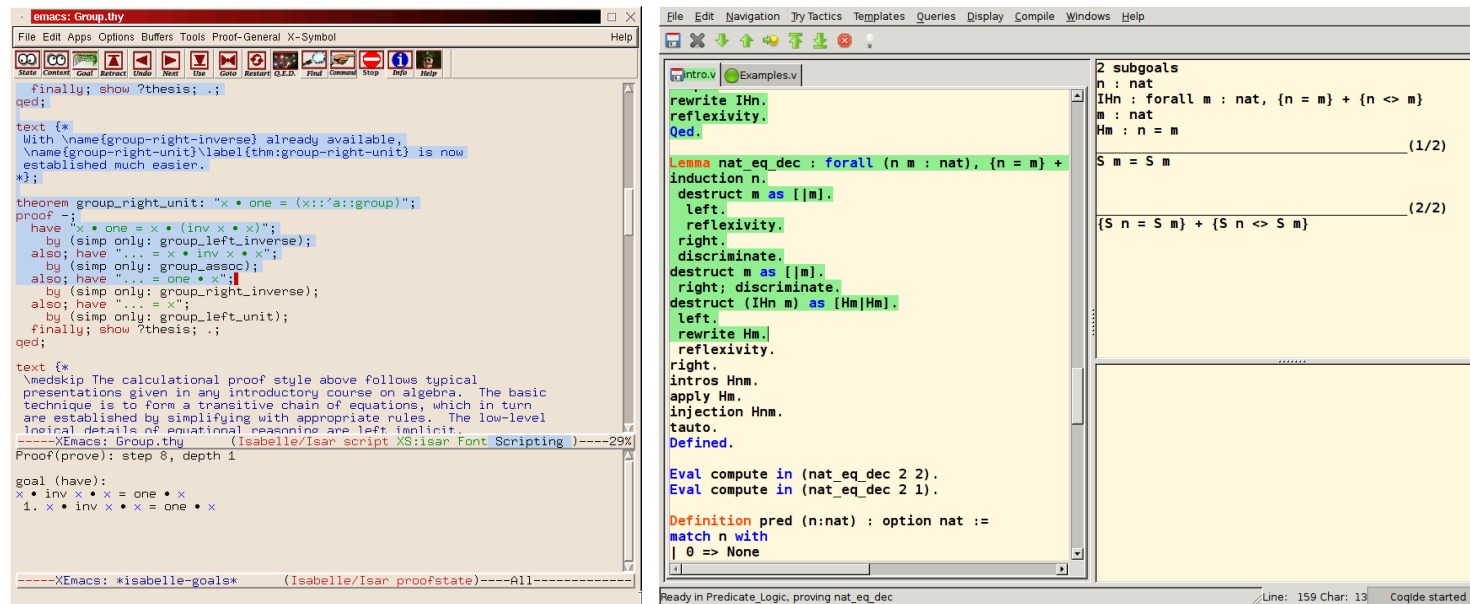 emacs: Group.thy
File Edit Apps Options Buffers Tools Proof-General X-Symbol Help
State Context Goal Retract Undo Next Use Goto Restart Q.E.D. Find Command Stop Info Help
finally; show ?thesis; .;
qed;
text {*
With \name{group-right-inverse} already available,
\name{group-right-unit}\label{thm:group-right-unit} is now
established much easier.
*};
theorem group_right_unit: "x • one = (x::'a::group)";
proof -;
have "x • one = x • (inv x • x)";
by (simp only: group_left_inverse);
also; have "... = x • inv x • x";
by (simp only: group_assoc);
also; have "... = one • x";
by (simp only: group_right_inverse);
also; have "... = x";
by (simp only: group_left_unit);
finally; show ?thesis; .;
qed;
text {*
\medskip The calculational proof style above follows typical
presentations given in any introductory course on algebra.  The basic
technique is to form a transitive chain of equations, which in turn
are established by simplifying with appropriate rules.  The low-level
logical details of equational reasoning are left implicit.
-----XEmacs: Group.thy (Isabelle/Isar script XS:isar Font Scripting )----29%
Proof(prove): step 8, depth 1
goal (have):
x • inv x • x = one • x
1. x • inv x • x = one • x
-----XEmacs: *isabelle-goals* (Isabelle/Isar proofstate)----All-------------
File Edit Navigation Try Tactics Templates Queries Display Compile Windows Help
intro.v Examples.v
rewrite IHn.
reflexivity.
Qed.
Lemma nat_eq_dec : forall (n m : nat), {n = m} +
induction n.
destruct m as [|m].
left.
reflexivity.
right.
discriminate.
destruct m as [|m].
right; discriminate.
destruct (IHn m) as [Hm|Hm].
left.
rewrite Hm.
reflexivity.
right.
intros Hnm.
apply Hm.
injection Hnm.
tauto.
Defined.
Eval compute in (nat_eq_dec 2 2).
Eval compute in (nat_eq_dec 2 1).
Definition pred (n:nat) : option nat :=
match n with
| 0 => None
2 subgoals
n : nat
IHn : forall m : nat, {n = m} + {n <> m}
m : nat
Hm : n = m
(1/2)
S m = S m
(2/2)
{S n = S m} + {S n <> S m}
Ready in Predicate_Logic, proving nat_eq_dec
Line: 159 Char: 13 CoqIde started